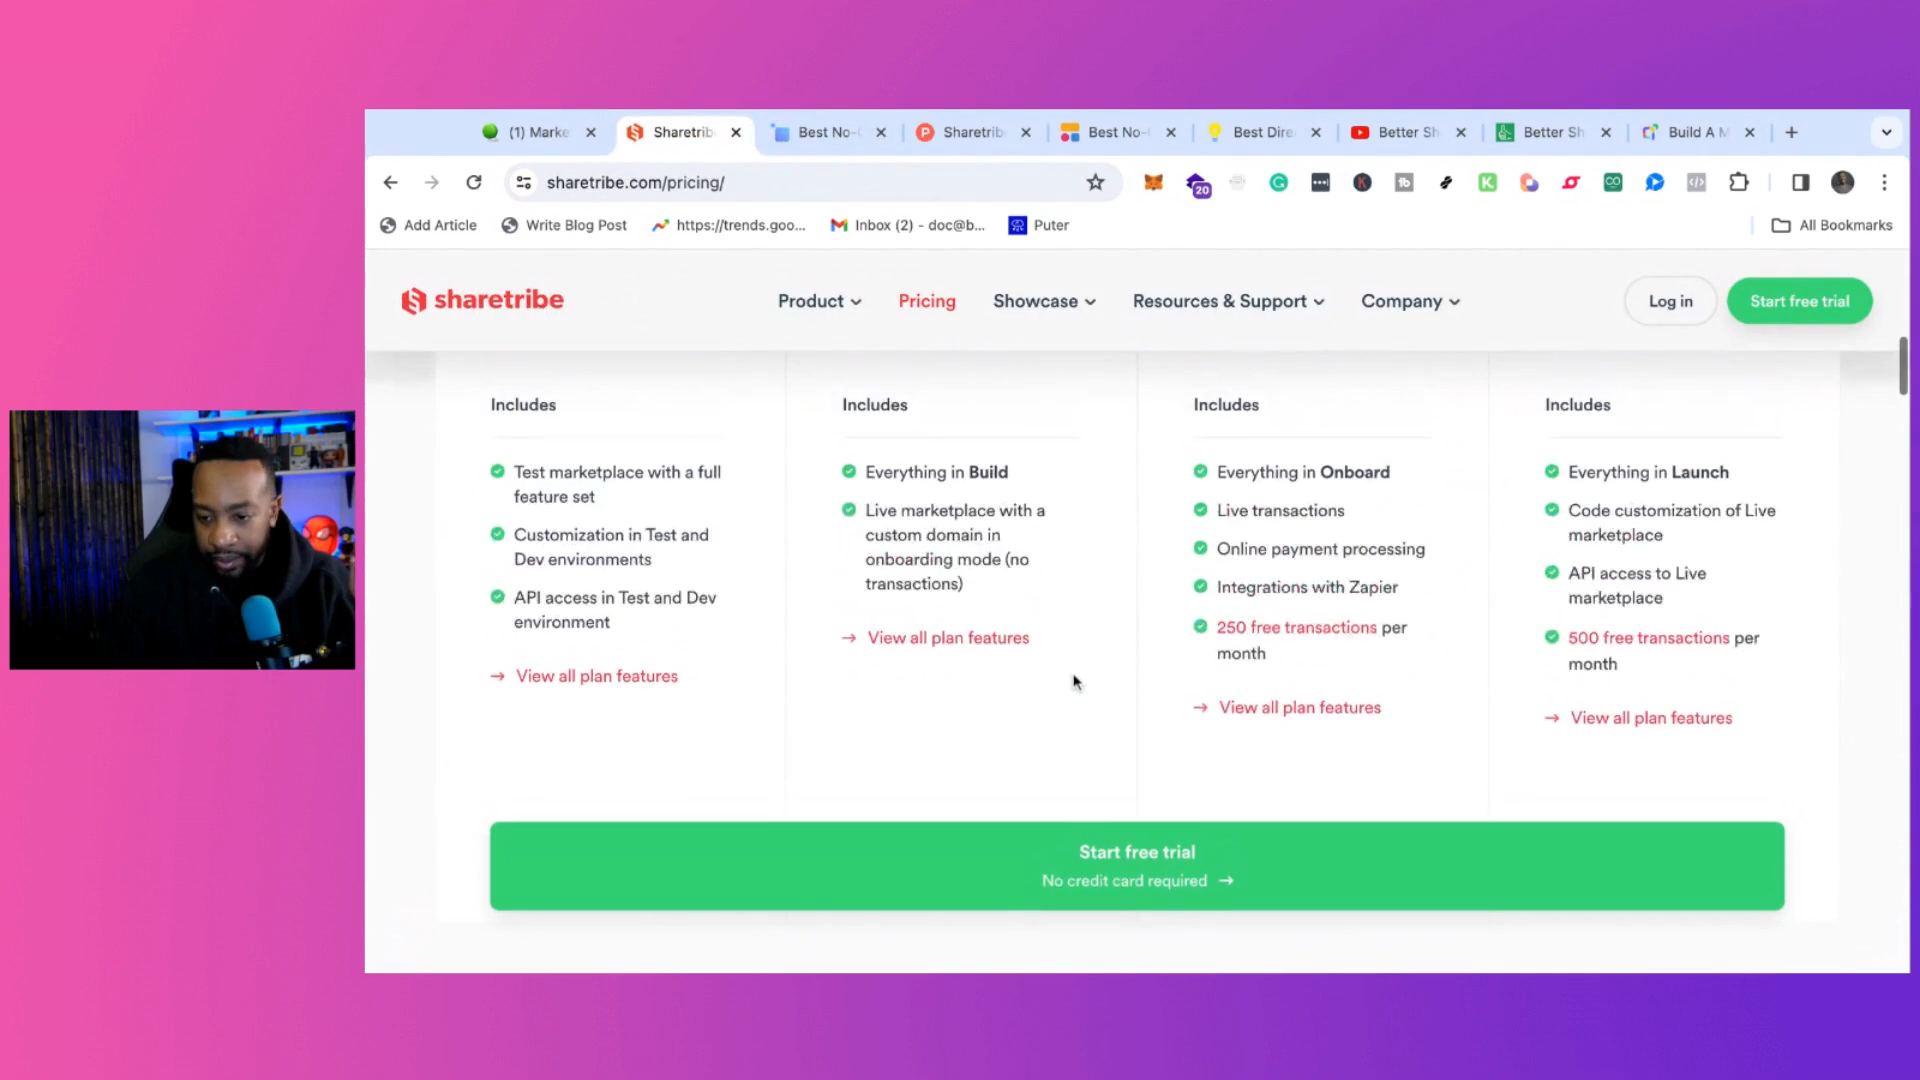 (1) Marke
Sharetrib
Best No-
Sharetrib
Best No-
Best Dire
Better Sh
Better Sh
Build A M
sharetribe.com/pricing/
20
Add Article
Write Blog Post
https://trends.goo...
Inbox (2) - doc@b...
Puter
All Bookmarks
sharetribe
Product
Pricing
Showcase
Resources & Support
Company
Log in
Start free trial
Includes
Test marketplace with a full
feature set
Customization in Test and
Dev environments
API access in Test and Dev
environment
→ View all plan features
Includes
Everything in Build
Live marketplace with a
custom domain in
onboarding mode (no
transactions)
→ View all plan features
Includes
Everything in Onboard
Live transactions
Online payment processing
Integrations with Zapier
250 free transactions per
month
→ View all plan features
Includes
Everything in Launch
Code customization of Live
marketplace
API access to Live
marketplace
500 free transactions per
month
→ View all plan features
Start free trial
No credit card required →